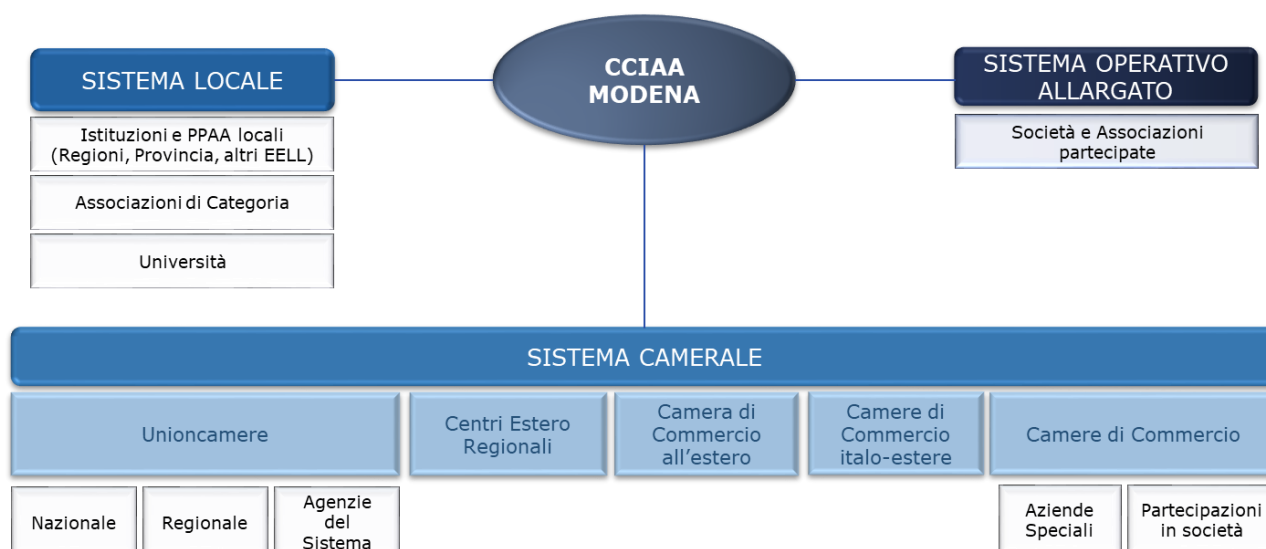 CCIAA
MODENA
SISTEMA LOCALE
Istituzioni e PPAA locali
(Regioni, Provincia, altri EELL)
Associazioni di Categoria
Università
SISTEMA OPERATIVO
ALLARGATO
Società e Associazioni
partecipate
SISTEMA CAMERALE
Unioncamere
Centri Estero
Regionali
Camera di
Commercio
all'estero
Camere di
Commercio
italo-estere
Camere di Commercio
Nazionale
Regionale
Agenzie
del
Sistema
Aziende
Speciali
Partecipazioni
in società